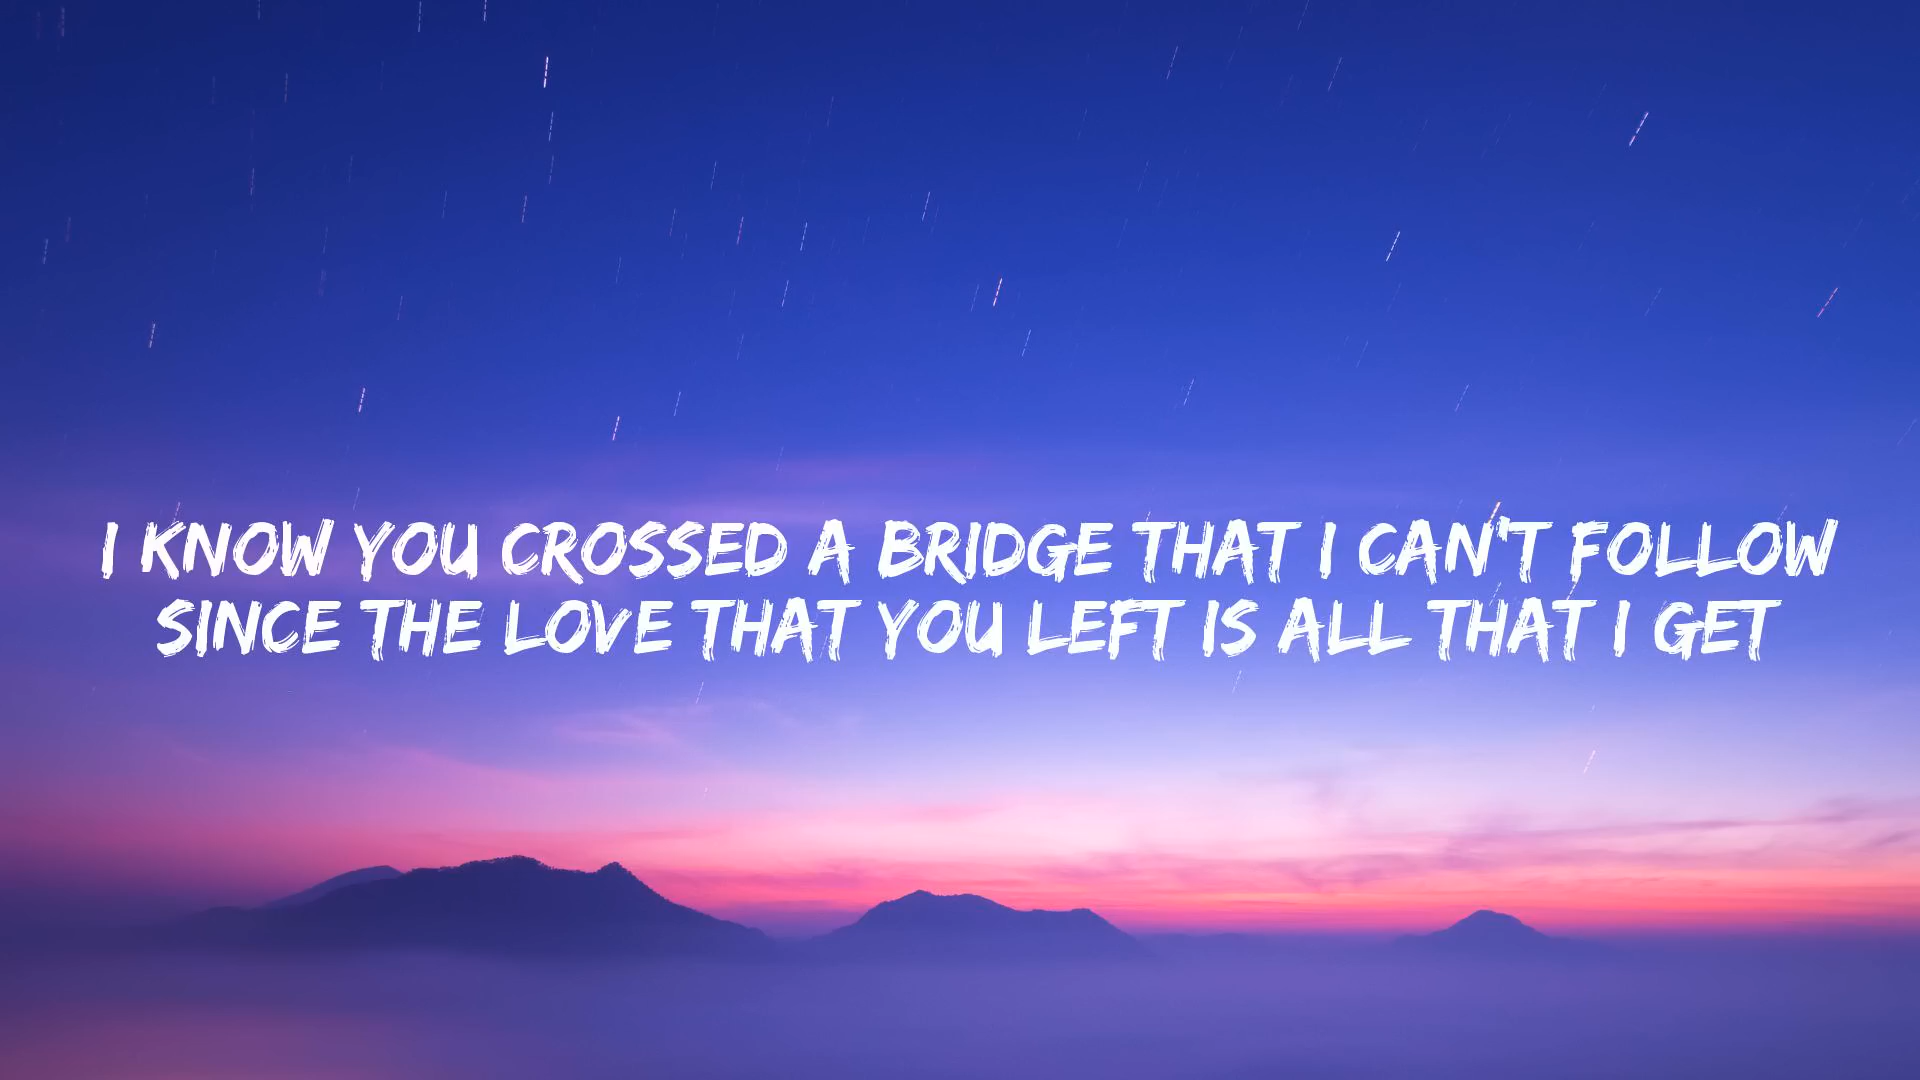 I KNOW YOU CROSSED A BRIDGE THAT I CAN'T FOLLOW
SINCE THE LOVE THAT YOU LEFT IS ALL THAT I GET